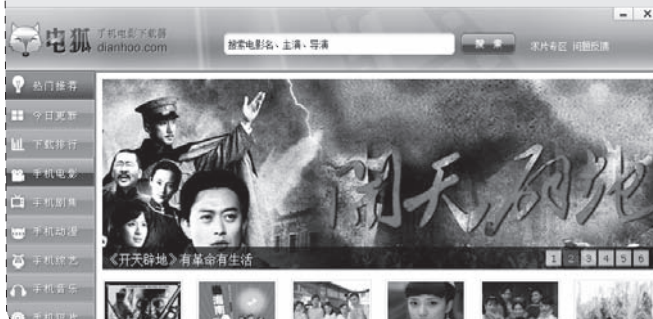 电狐 手机电影下载器
dianhoo.com
搜索电影名、主演、导演
搜索
求片专区 问题反馈
热门推荐
今日更新
下载排行
手机电影
手机剧集
手机动漫
手机综艺
手机音乐
开天辟地
《开天辟地》有革命有生活
1 2 3 4 5 6